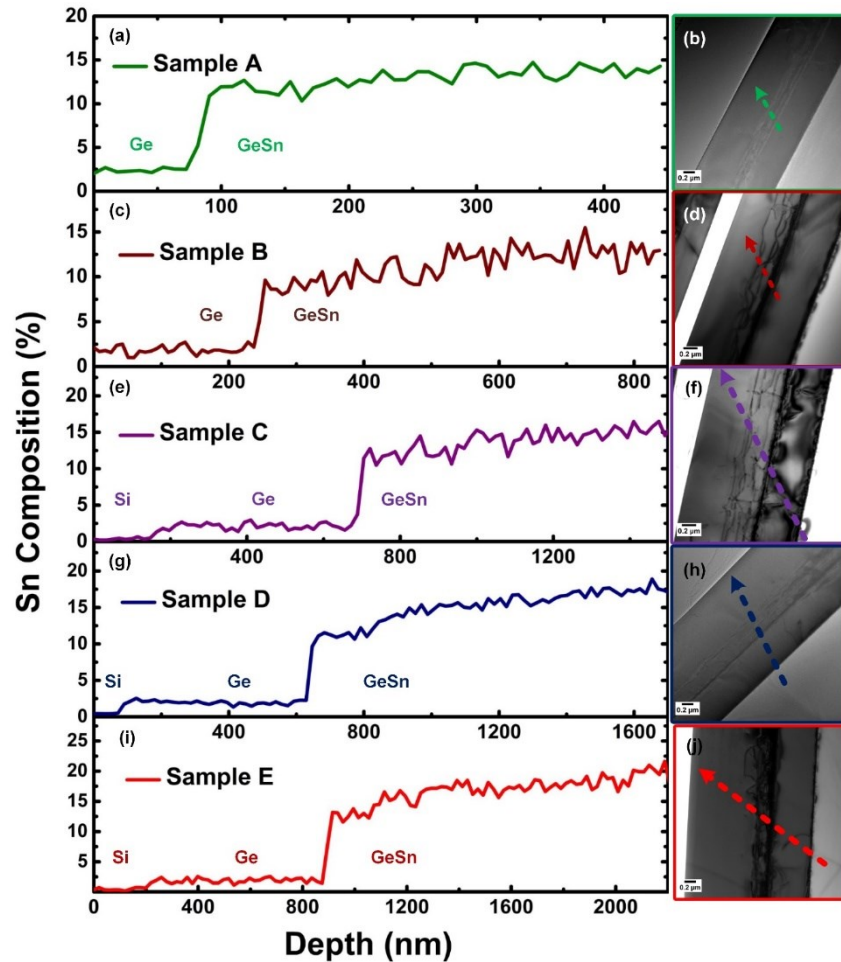 (a)
Sample A
Ge
GeSn
20
15
10
5
0
100
200
300
400
(b)
0.2 µm
(c)
Sample B
Ge
GeSn
15
10
5
0
200
400
600
800
(d)
0.2 µm
(e)
Sample C
Si
Ge
GeSn
20
15
10
5
0
400
800
1200
(f)
0.2 µm
(g)
Sample D
Si
Ge
GeSn
20
15
10
5
0
400
800
1200
1600
(h)
0.2 µm
(i)
Sample E
Si
Ge
GeSn
25
20
15
10
5
0
400
800
1200
1600
2000
(j)
0.2 µm
Sn Composition (%)
Depth (nm)